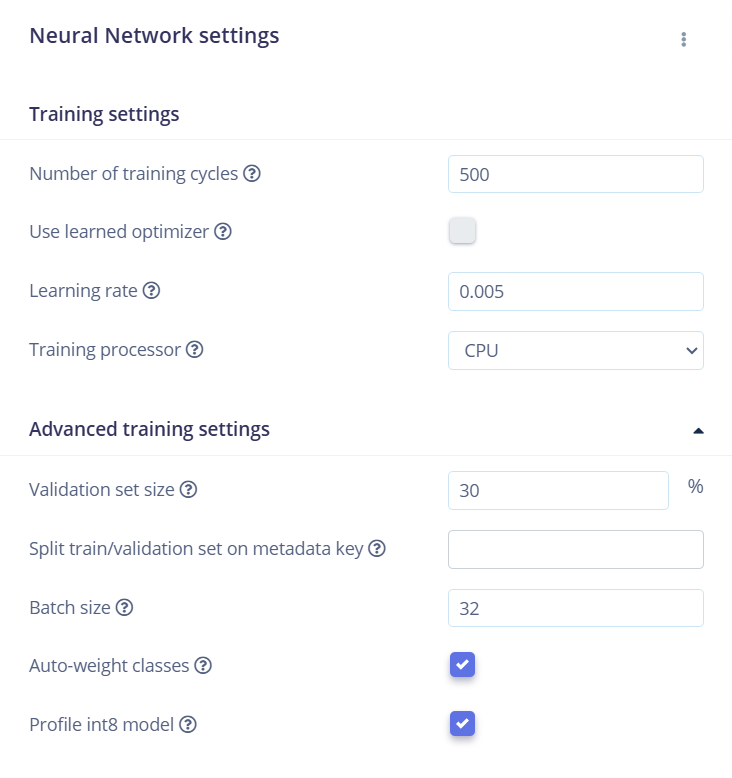 Neural Network settings
Training settings
Number of training cycles ?
500
Use learned optimizer ?
Learning rate ?
0.005
Training processor ?
CPU
Advanced training settings
Validation set size ?
30
%
Split train/validation set on metadata key ?
Batch size ?
32
Auto-weight classes ?
Profile int8 model ?